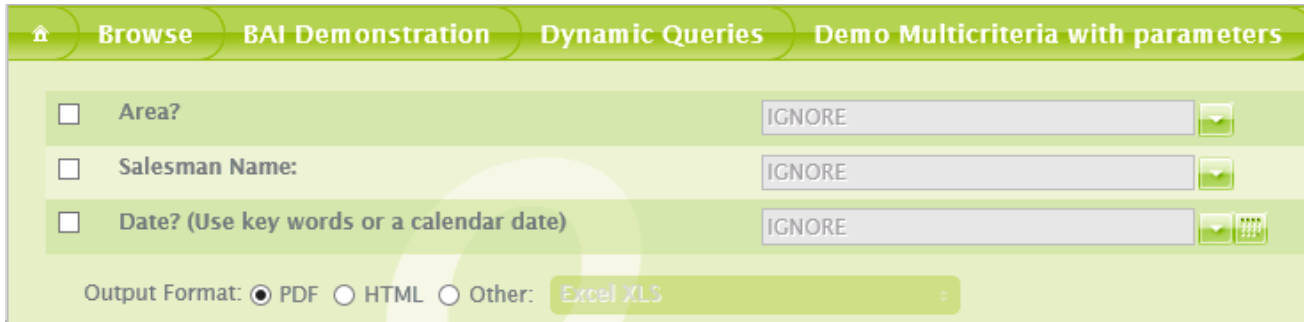 Browse BAI Demonstration Dynamic Queries Demo Multicriteria with parameters
Area? IGNORE
Salesman Name: IGNORE
Date? (Use key words or a calendar date) IGNORE
Output Format: PDF HTML Other: Excel XLS